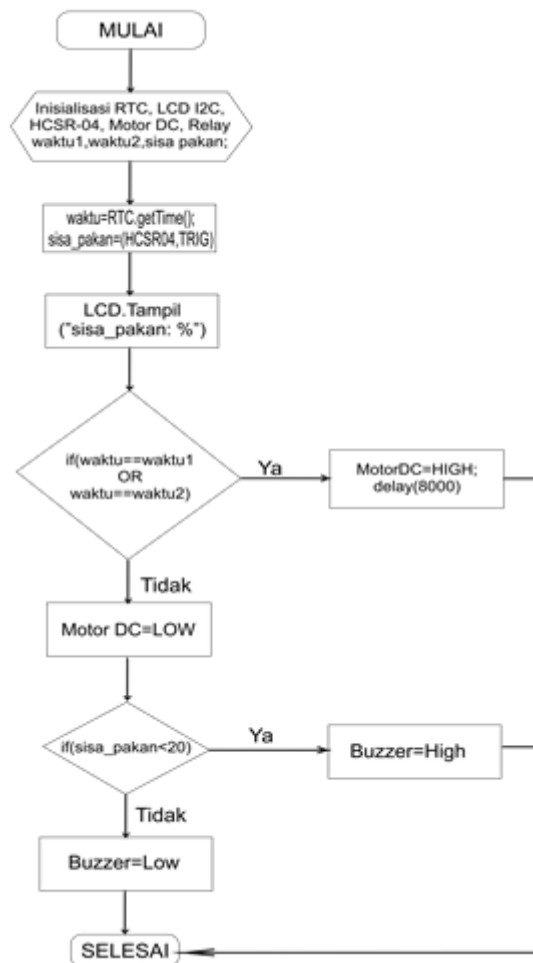 MULAI
Inisialisasi RTC, LCD I2C,
HCSR-04, Motor DC, Relay
waktu1,waktu2,sisa pakan;
waktu=RTC.getTime();
sisa_pakan=(HCSR04,TRIG)
LCD.Tampil
("sisa_pakan: %")
if(waktu==waktu1
OR
waktu==waktu2)
Ya
MotorDC=HIGH;
delay(8000)
Tidak
Motor DC=LOW
if(sisa_pakan<20)
Ya
Buzzer=High
Tidak
Buzzer=Low
SELESAI